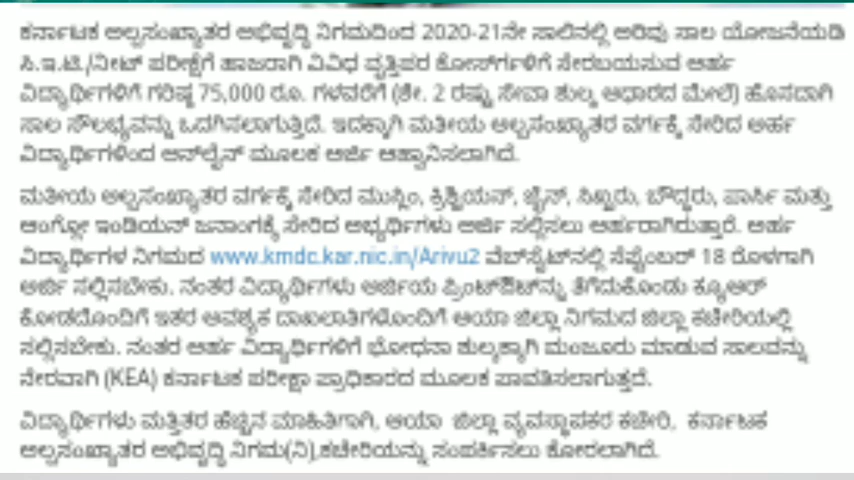 ಕರ್ನಾಟಕ ಅಲ್ಪಸಂಖ್ಯಾತರ ಅಭಿವೃದ್ಧಿ ನಿಗಮದಿಂದ 2020-21ನೇ ಸಾಲಿನಲ್ಲಿ ಅರಿವು ಸಾಲ ಯೋಜನೆಯಡಿ
ಸಿ.ಇ.ಟಿ/ನೀಟ್ ಪರೀಕ್ಷೆಗೆ ಹಾಜರಾಗಿ ವಿವಿಧ ವೃತ್ತಿಪರ ಕೋರ್ಸ್‌ಗಳಿಗೆ ಸೇರಬಯಸುವ ಅರ್ಹ
ವಿದ್ಯಾರ್ಥಿಗಳಿಗೆ ಗರಿಷ್ಠ 75,000 ರೂ. ಗಳವರೆಗೆ (ಶೇ. 2 ರಷ್ಟು ಸೇವಾ ಶುಲ್ಕ ಆಧಾರದ ಮೇಲೆ) ಹೊಸದಾಗಿ
ಸಾಲ ಸೌಲಭ್ಯವನ್ನು ಒದಗಿಸಲಾಗುತ್ತಿದೆ. ಇದಕ್ಕಾಗಿ ಮತೀಯ ಅಲ್ಪಸಂಖ್ಯಾತರ ವರ್ಗಕ್ಕೆ ಸೇರಿದ ಅರ್ಹ
ವಿದ್ಯಾರ್ಥಿಗಳಿಂದ ಆನ್‌ಲೈನ್ ಮೂಲಕ ಅರ್ಜಿ ಆಹ್ವಾನಿಸಲಾಗಿದೆ.
ಮತೀಯ ಅಲ್ಪಸಂಖ್ಯಾತರ ವರ್ಗಕ್ಕೆ ಸೇರಿದ ಮುಸ್ಲಿಂ, ಕ್ರಿಶ್ಚಿಯನ್, ಜೈನ್, ಸಿಖ್ಖರು, ಬೌದ್ಧರು, ಪಾರ್ಸಿ ಮತ್ತು
ಆಂಗ್ಲೋ ಇಂಡಿಯನ್ ಜನಾಂಗಕ್ಕೆ ಸೇರಿದ ಅಭ್ಯರ್ಥಿಗಳು ಅರ್ಜಿ ಸಲ್ಲಿಸಲು ಅರ್ಹರಾಗಿರುತ್ತಾರೆ. ಅರ್ಹ
ವಿದ್ಯಾರ್ಥಿಗಳ ನಿಗಮದ www.kmdc.kar.nic.in/Arivu2 ವೆಬ್‌ಸೈಟ್‌ನಲ್ಲಿ ಸೆಪ್ಟೆಂಬರ್ 18 ರೊಳಗಾಗಿ
ಅರ್ಜಿ ಸಲ್ಲಿಸಬೇಕು. ನಂತರ ವಿದ್ಯಾರ್ಥಿಗಳು ಅರ್ಜಿಯ ಪ್ರಿಂಟ್‌ಔಟ್‌ನ್ನು ತೆಗೆದುಕೊಂಡು ಕ್ಯೂಆರ್
ಕೋಡನೊಂದಿಗೆ ಇತರ ಅವಶ್ಯಕ ದಾಖಲಾತಿಗಳೊಂದಿಗೆ ಆಯಾ ಜಿಲ್ಲಾ ನಿಗಮದ ಜಿಲ್ಲಾ ಕಚೇರಿಯಲ್ಲಿ
ಸಲ್ಲಿಸಬೇಕು. ನಂತರ ಅರ್ಹ ವಿದ್ಯಾರ್ಥಿಗಳಿಗೆ ಭೋಧನಾ ಶುಲ್ಕಕ್ಕಾಗಿ ಮಂಜೂರು ಮಾಡುವ ಸಾಲವನ್ನು
ನೇರವಾಗಿ (KEA) ಕರ್ನಾಟಕ ಪರೀಕ್ಷಾ ಪ್ರಾಧಿಕಾರದ ಮೂಲಕ ಪಾವತಿಸಲಾಗುತ್ತದೆ.
ವಿದ್ಯಾರ್ಥಿಗಳು ಮತ್ತಿತರ ಹೆಚ್ಚಿನ ಮಾಹಿತಿಗಾಗಿ, ಆಯಾ ಜಿಲ್ಲಾ ವ್ಯವಸ್ಥಾಪಕರ ಕಚೇರಿ, ಕರ್ನಾಟಕ
ಅಲ್ಪಸಂಖ್ಯಾತರ ಅಭಿವೃದ್ಧಿ ನಿಗಮ(ನಿ),ಕಚೇರಿಯನ್ನು ಸಂಪರ್ಕಿಸಲು ಕೋರಲಾಗಿದೆ.